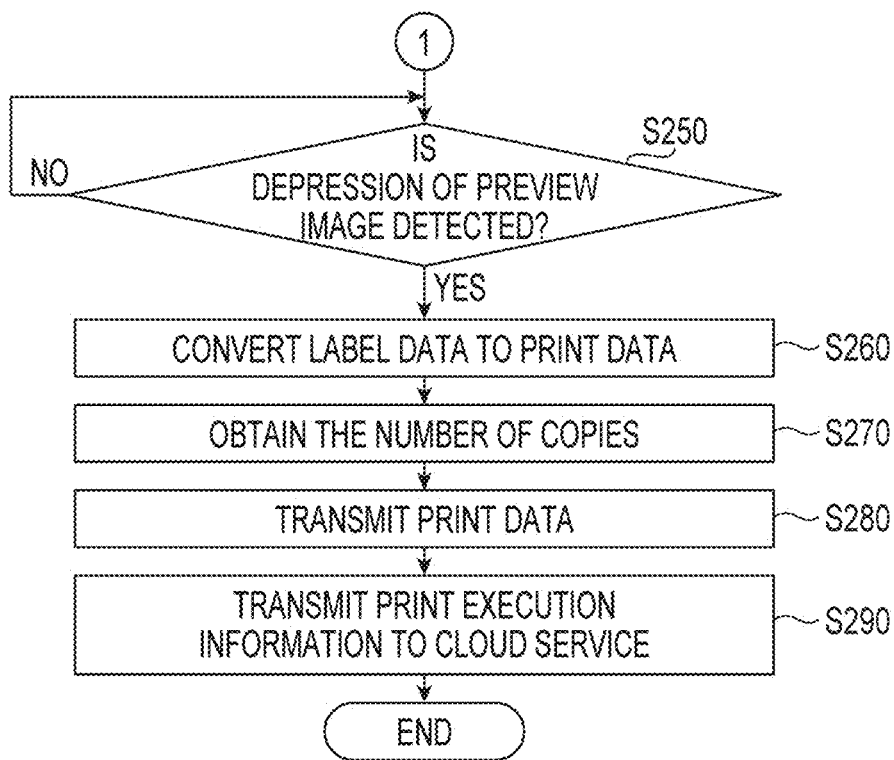 1
S250
IS
DEPRESSION OF PREVIEW
IMAGE DETECTED?
NO
YES
CONVERT LABEL DATA TO PRINT DATA
S260
OBTAIN THE NUMBER OF COPIES
S270
TRANSMIT PRINT DATA
S280
TRANSMIT PRINT EXECUTION
INFORMATION TO CLOUD SERVICE
S290
END